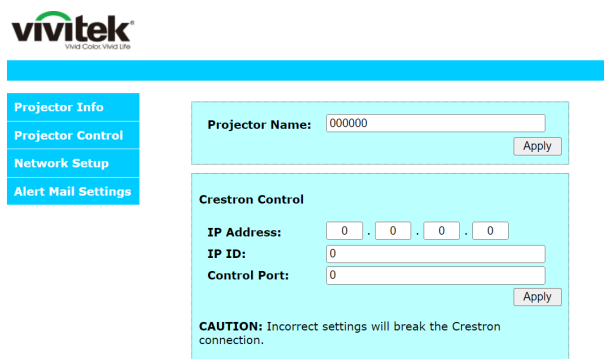 vivitek®
Vivid Color, Vivid Life
Projector Info
Projector Control
Network Setup
Alert Mail Settings
Projector Name: 000000
Apply
Crestron Control
IP Address: 0 . 0 . 0 . 0
IP ID: 0
Control Port: 0
Apply
CAUTION: Incorrect settings will break the Crestron
connection.